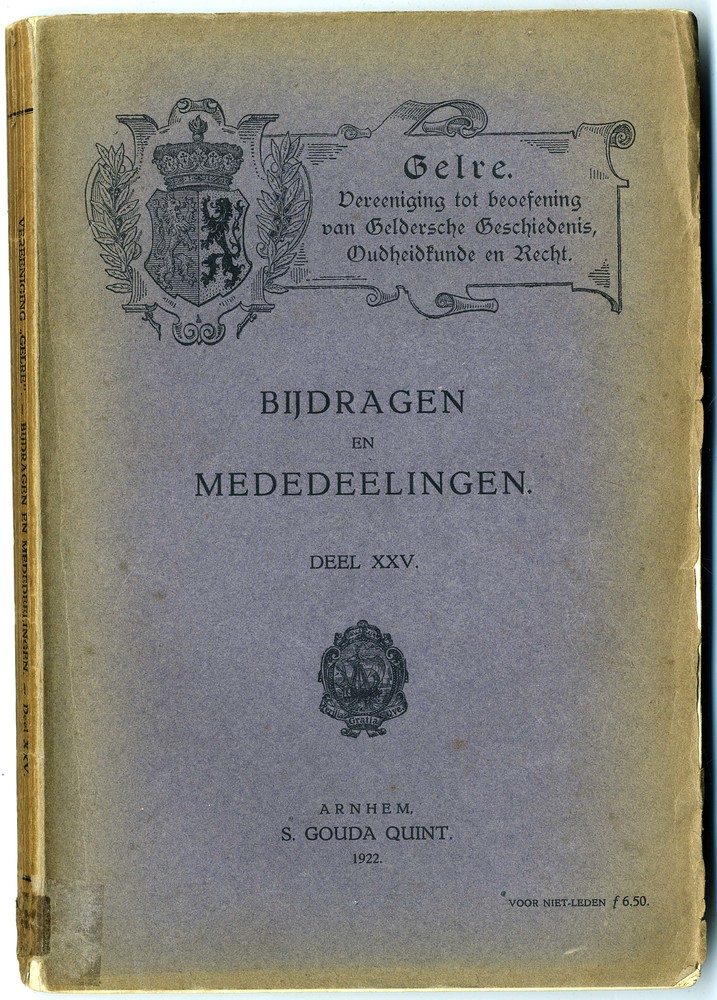 Gelre.
Vereeniging tot beoefening
van Geldersche Geschiedenis,
Oudheidkunde en Recht.
BIJDRAGEN
EN
MEDEDEELINGEN.
DEEL XXV.
Gratia
ARNHEM,
S. GOUDA QUINT.
1922.
VOOR NIET-LEDEN ƒ 6.50.
VEREENIGING „GELRE". — BIJDRAGEN EN MEDEDEELINGEN. — Deel XXV.